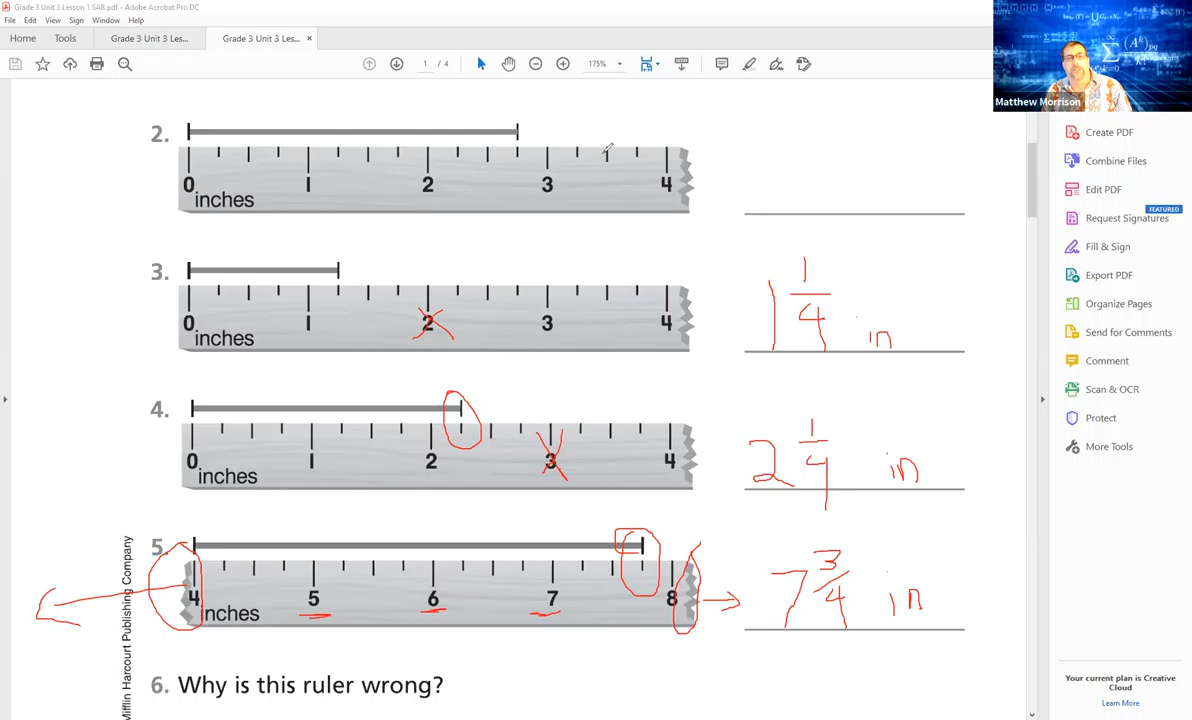 Grade 3 Unit 3 Lesson 1 SAB.pdf - Adobe Acrobat Pro DC
File Edit View Sign Window Help
Home Tools Grade 3 Unit 3 Les... Grade 3 Unit 3 Les... ×
1 / 4 175%
Matthew Morrison
Create PDF
Combine Files
Edit PDF
FEATURED
Request Signatures
Fill & Sign
Export PDF
Organize Pages
Send for Comments
Comment
Scan & OCR
Protect
More Tools
Your current plan is Creative
Cloud
Learn More
2.
0 1 2 3 4
inches
3.
0 1 2 3 4
inches
1 1/4 in
4.
0 1 2 3 4
inches
2 1/4 in
5.
4 5 6 7 8
inches
7 3/4 in
6. Why is this ruler wrong?
Mifflin Harcourt Publishing Company